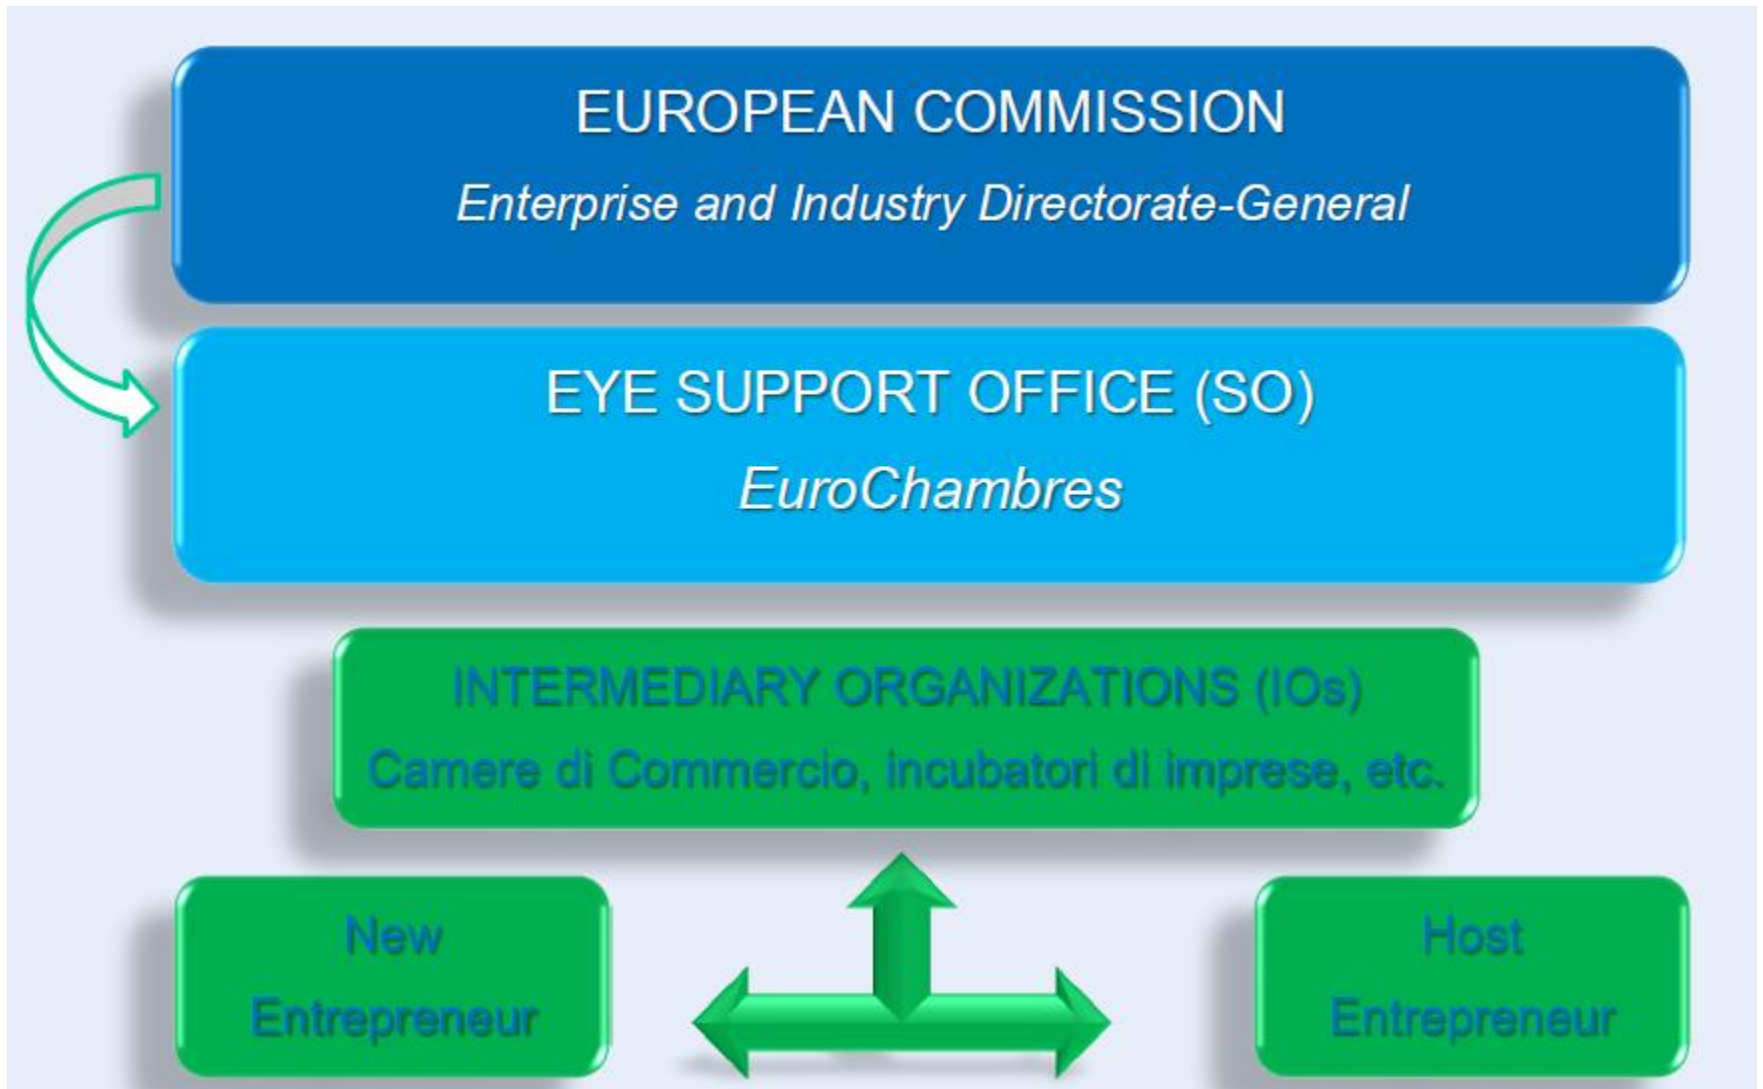 EUROPEAN COMMISSION
Enterprise and Industry Directorate-General
EYE SUPPORT OFFICE (SO)
EuroChambres
INTERMEDIARY ORGANIZATIONS (IOs)
Camere di Commercio, incubatori di imprese, etc.
New
Entrepreneur
Host
Entrepreneur